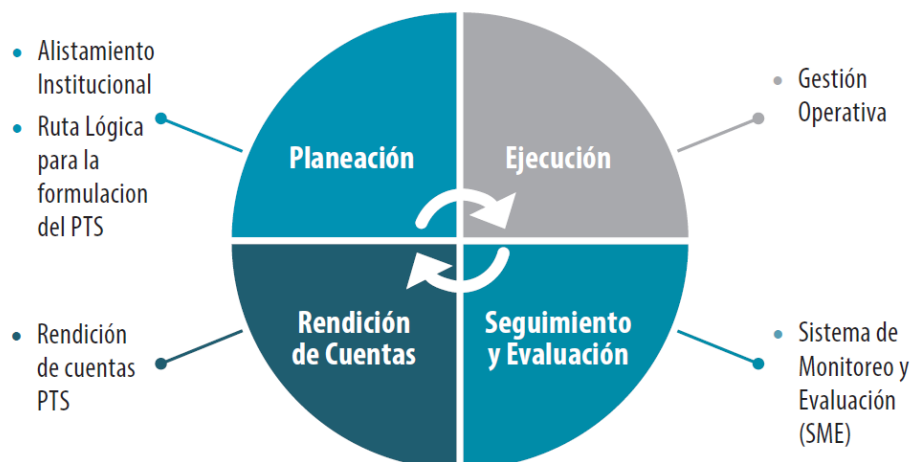 • Alistamiento
Institucional
• Ruta Lógica
para la
formulacion
del PTS
Planeación
Ejecución
• Gestión
Operativa
• Rendición
de cuentas
PTS
Rendición
de Cuentas
Seguimiento
y Evaluación
• Sistema de
Monitoreo y
Evaluación
(SME)